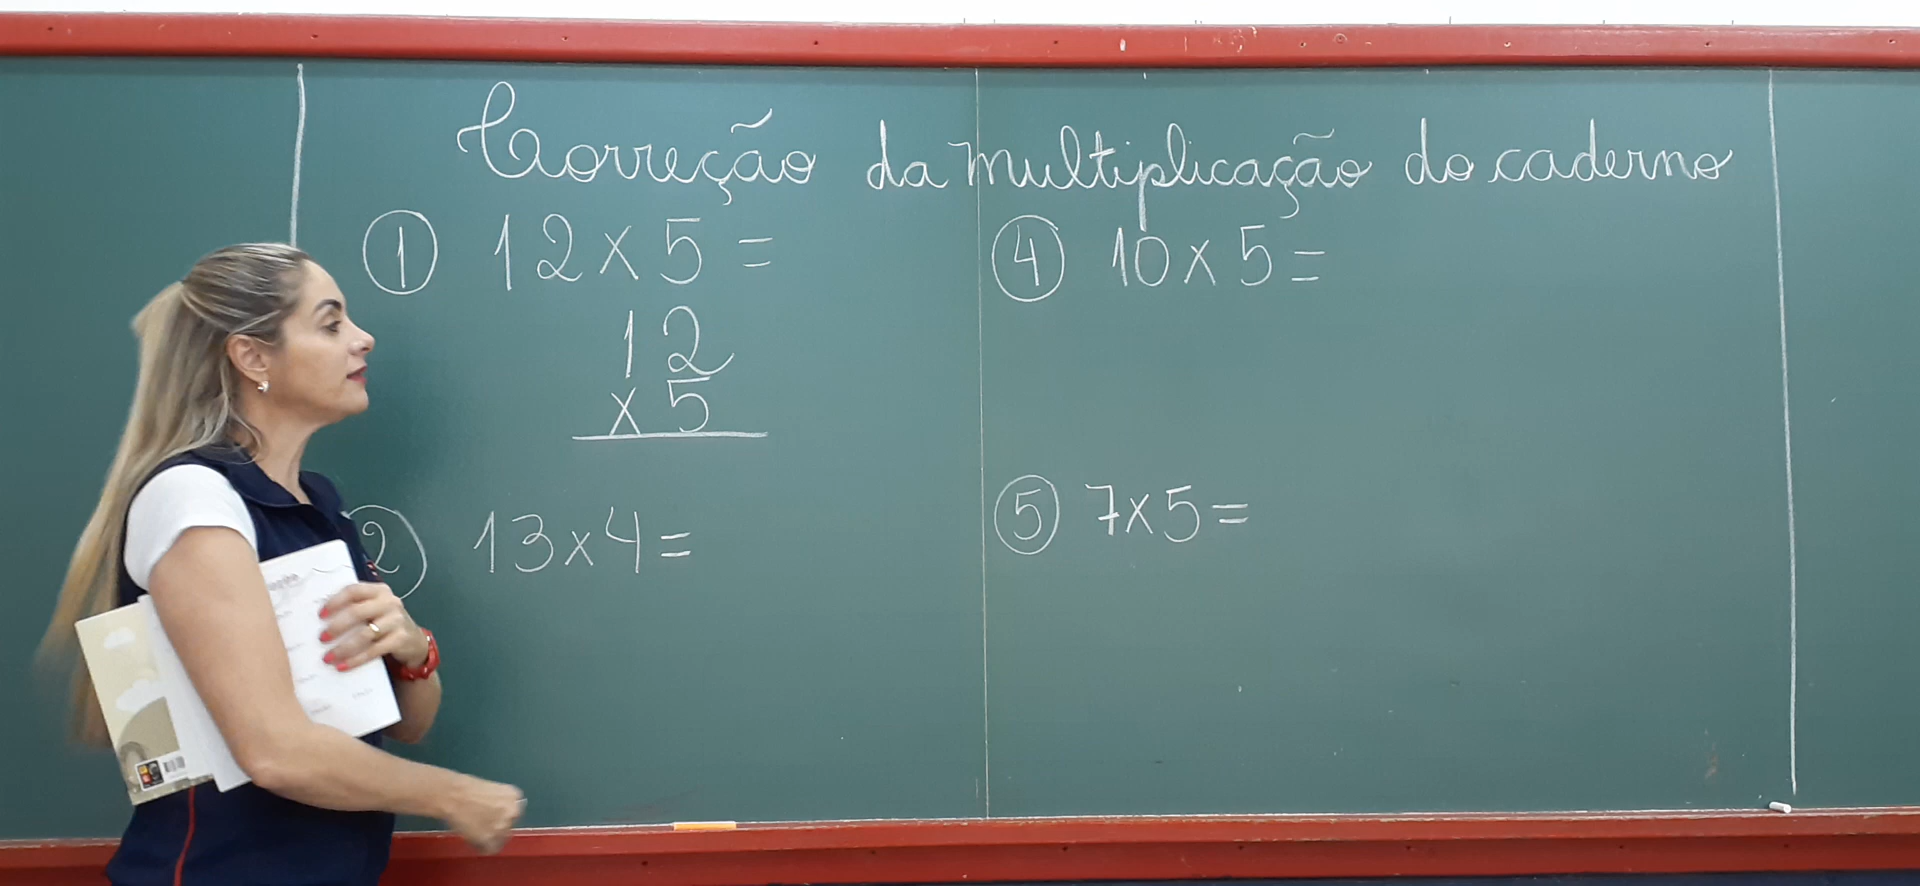 Correção da multiplicação do caderno
1 12 x 5 =
12
x 5
2 13 x 4 =
4 10 x 5 =
5 7 x 5 =